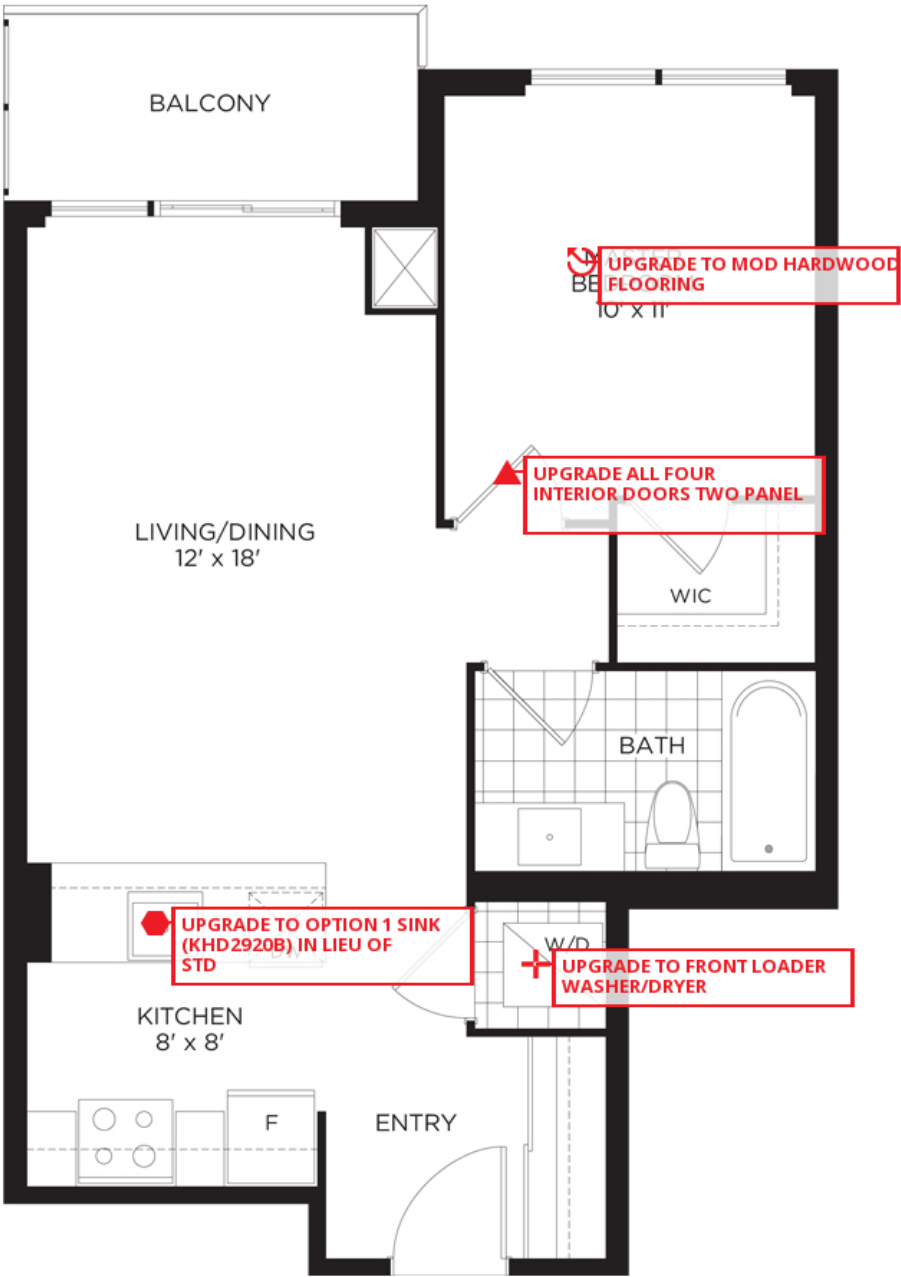 BALCONY
UPGRADE TO MOD HARDWOOD
FLOORING
10' x 11'
UPGRADE ALL FOUR
INTERIOR DOORS TWO PANEL
LIVING/DINING
12' x 18'
WIC
BATH
UPGRADE TO OPTION 1 SINK
(KHD2920B) IN LIEU OF
STD
W/D
UPGRADE TO FRONT LOADER
WASHER/DRYER
KITCHEN
8' x 8'
F
ENTRY